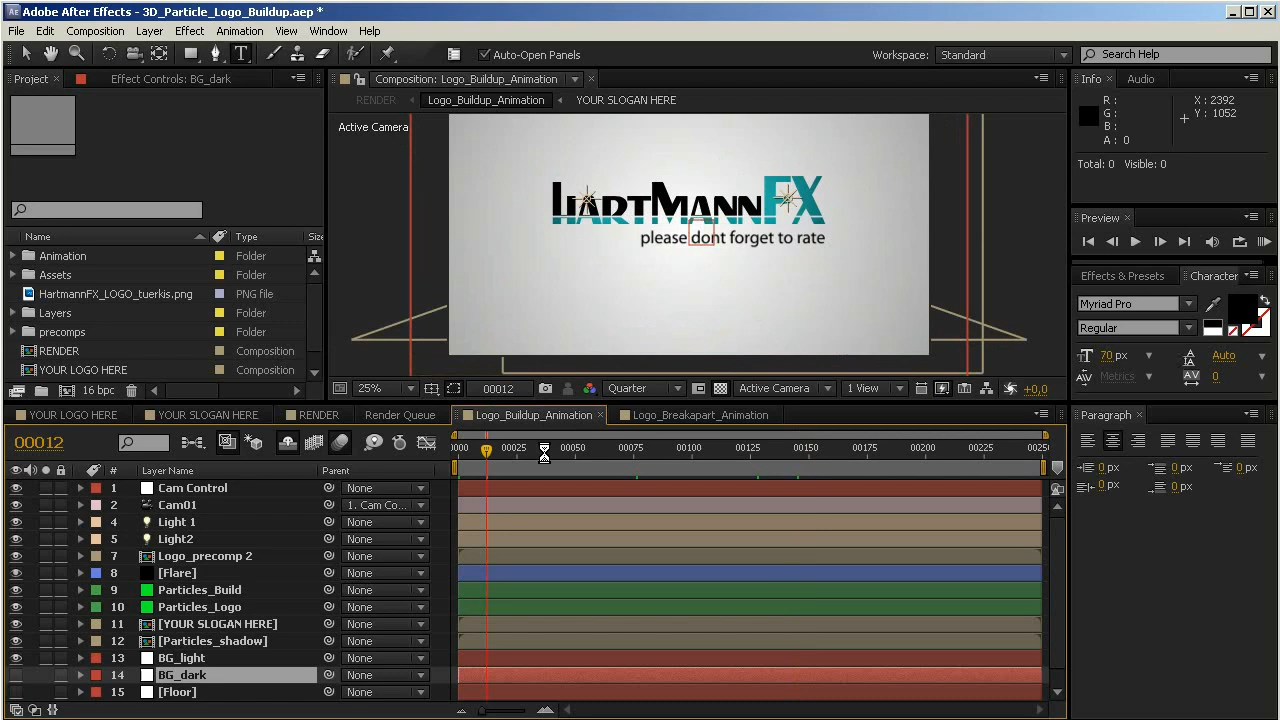 Adobe After Effects - 3D_Particle_Logo_Buildup.aep *
File Edit Composition Layer Effect Animation View Window Help
T Auto-Open Panels Workspace: Standard Search Help
Project × Effect Controls: BG_dark Composition: Logo_Buildup_Animation Info × Audio
RENDER Logo_Buildup_Animation YOUR SLOGAN HERE
R : X : 2392
G : Y : 1052
B :
A : 0
Active Camera
Total: 0 Visible: 0
HARTMANNFX
please dont forget to rate
Preview ×
Name Type Size
Animation Folder
Assets Folder
HartmannFX_LOGO_tuerkis.png PNG file
Layers Folder
precomps Folder
RENDER Composition
YOUR LOGO HERE Composition
Effects & Presets Character
Myriad Pro
Regular
70 px Auto
Metrics 0
16 bpc
25% 00012 Quarter Active Camera 1 View +0,0
YOUR LOGO HERE YOUR SLOGAN HERE RENDER Render Queue Logo_Buildup_Animation × Logo_Breakapart_Animation
Paragraph ×
00012
0000 00025 00050 00075 00100 00125 00150 00175 00200 00225 0025
0 px 0 px 0 px
0 px 0 px
# Layer Name Parent
1 Cam Control None
2 Cam01 1. Cam Co...
4 Light 1 None
5 Light2 None
7 Logo_precomp 2 None
8 [Flare] None
9 Particles_Build None
10 Particles_Logo None
11 [YOUR SLOGAN HERE] None
12 [Particles_shadow] None
13 BG_light None
14 BG_dark None
15 [Floor] None